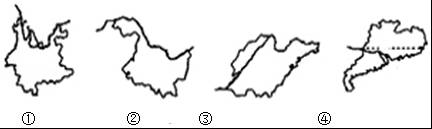 ① ② ③ ④